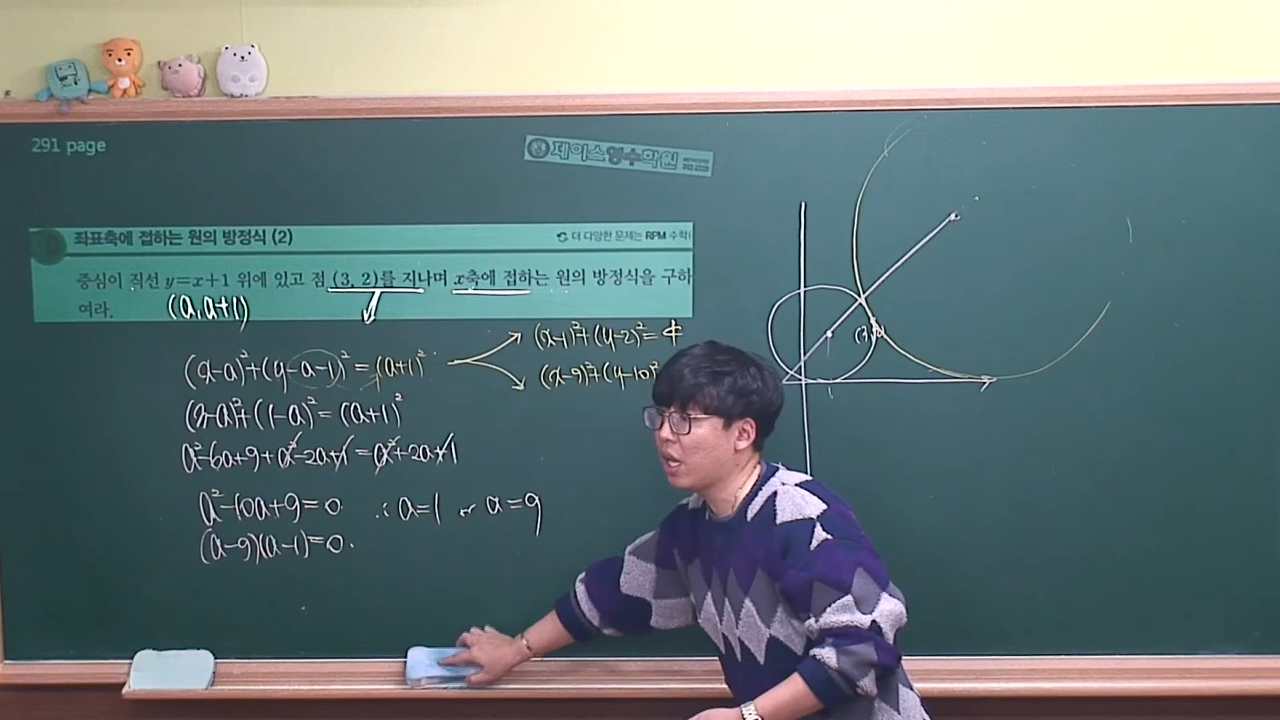 291 page
제이스영수학원
좌표축에 접하는 원의 방정식 (2)
더 다양한 문제는 RPM 수학
중심이 직선 y=x+1 위에 있고 점 (3, 2)를 지나며 x축에 접하는 원의 방정식을 구하
여라.
(a, a+1)
(x-a)²+(y-a-1)²=(a+1)²
(x-1)²+(y-2)²=4
(x-9)²+(y-10)²
(3-a)²+(1-a)²=(a+1)²
a²-6a+9+a²-2a+1=a²+2a+1
a²-10a+9=0. ∴a=1 or a=9
(a-9)(a-1)=0.